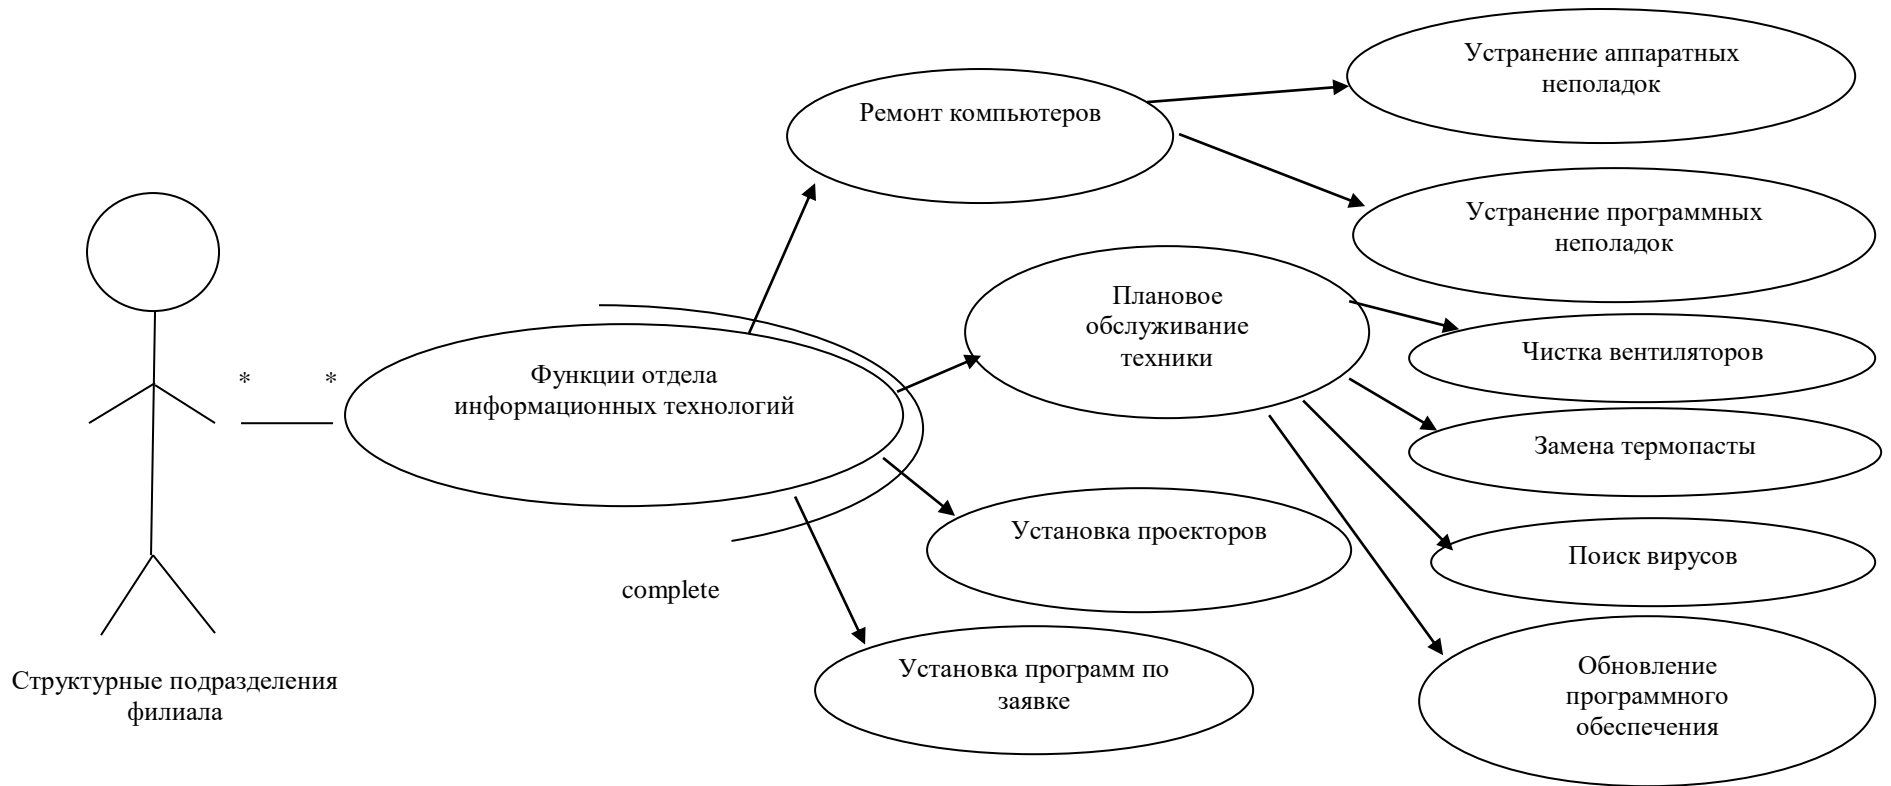 Устранение аппаратных
неполадок
Ремонт компьютеров
Устранение программных
неполадок
Плановое
обслуживание
техники
Чистка вентиляторов
* *
Функции отдела
информационных технологий
Замена термопасты
Установка проекторов
Поиск вирусов
complete
Установка программ по
заявке
Обновление
программного
обеспечения
Структурные подразделения
филиала